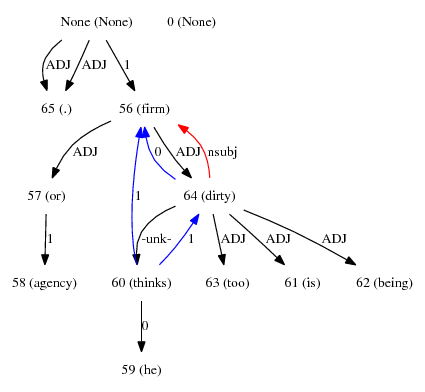 None (None) 0 (None)
ADJ ADJ 1
65 (.) 56 (firm)
ADJ 0 ADJ nsubj
57 (or) 1 64 (dirty)
1 -unk- 1 ADJ ADJ ADJ
58 (agency) 60 (thinks) 63 (too) 61 (is) 62 (being)
0
59 (he)